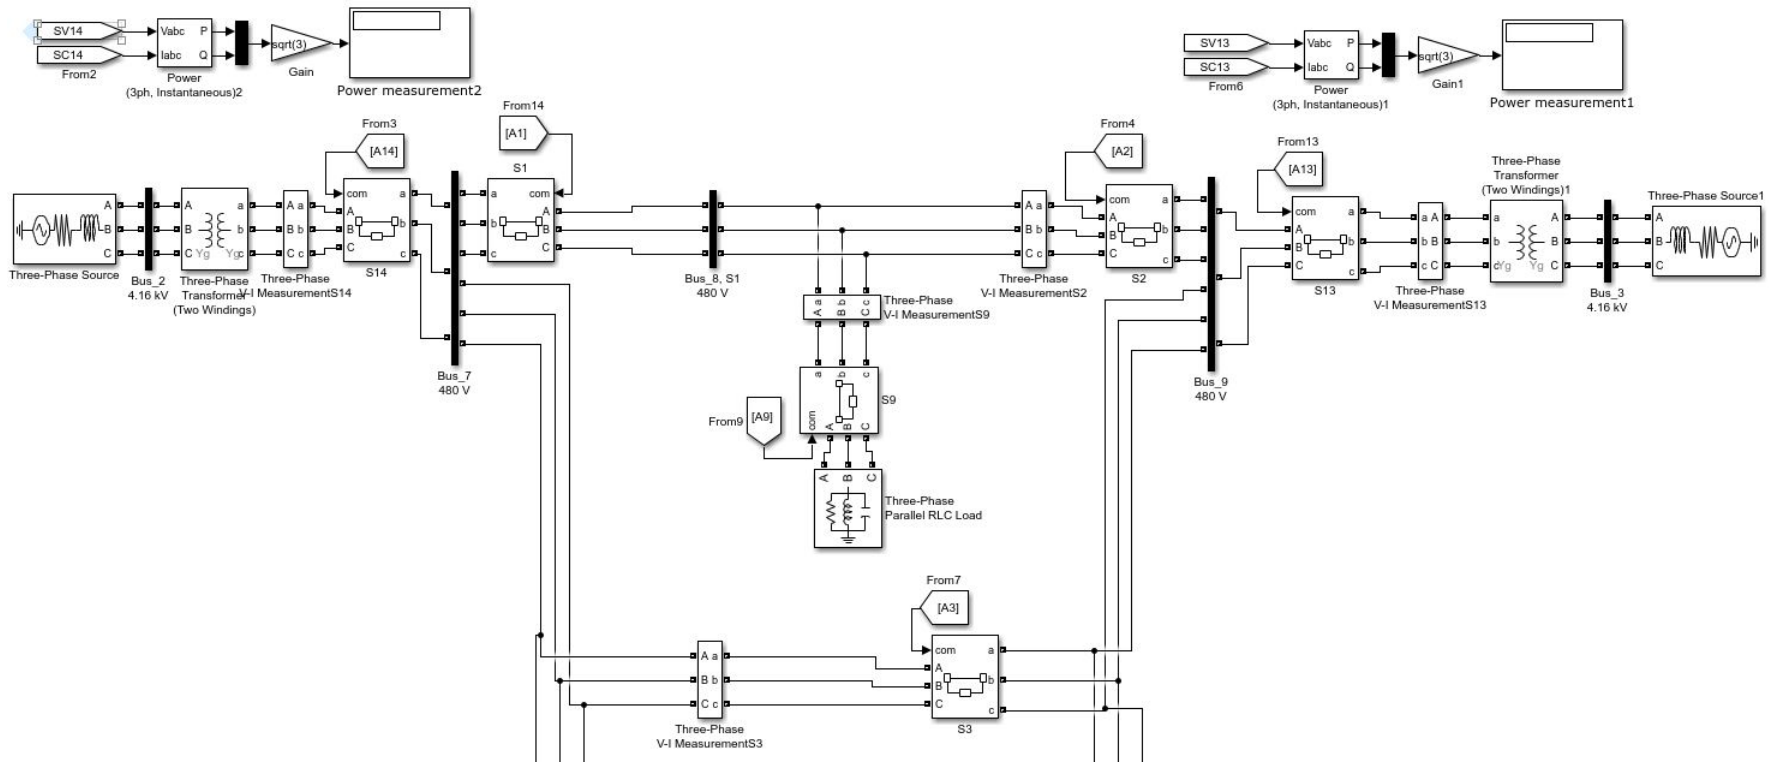 SV14
SC14
From2
Vabc P
Iabc Q
Power
(3ph, Instantaneous)2
sqrt(3)
Gain
Power measurement2
SV13
SC13
From6
Vabc P
Iabc Q
Power
(3ph, Instantaneous)1
sqrt(3)
Gain1
Power measurement1
From3
[A14]
From14
[A1]
From4
[A2]
From13
[A13]
A
B
C
Three-Phase Source
Bus_2
4.16 kV
A a
B b
C Yg Yg c
Three-Phase
Transformer
(Two Windings)
A a
B b
C c
Three-Phase
V-I MeasurementS14
com a
A
B b
C c
S14
Bus_7
480 V
S1
a com
A
b B
c C
Bus_8, S1
480 V
A a
B b
C c
Three-Phase
V-I MeasurementS2
com a
A
B b
C c
S2
Bus_9
480 V
com a
A
B b
C c
S13
a A
b B
c C
Three-Phase
V-I MeasurementS13
Three-Phase
Transformer
(Two Windings)1
a A
b B
c Yg Yg C
Bus_3
4.16 kV
Three-Phase Source1
A
B
C
a b c
A B C
Three-Phase
V-I MeasurementS9
a b c
com A B C
S9
From9
[A9]
A B C
Three-Phase
Parallel RLC Load
From7
[A3]
A a
B b
C c
Three-Phase
V-I MeasurementS3
com a
A
B b
C c
S3